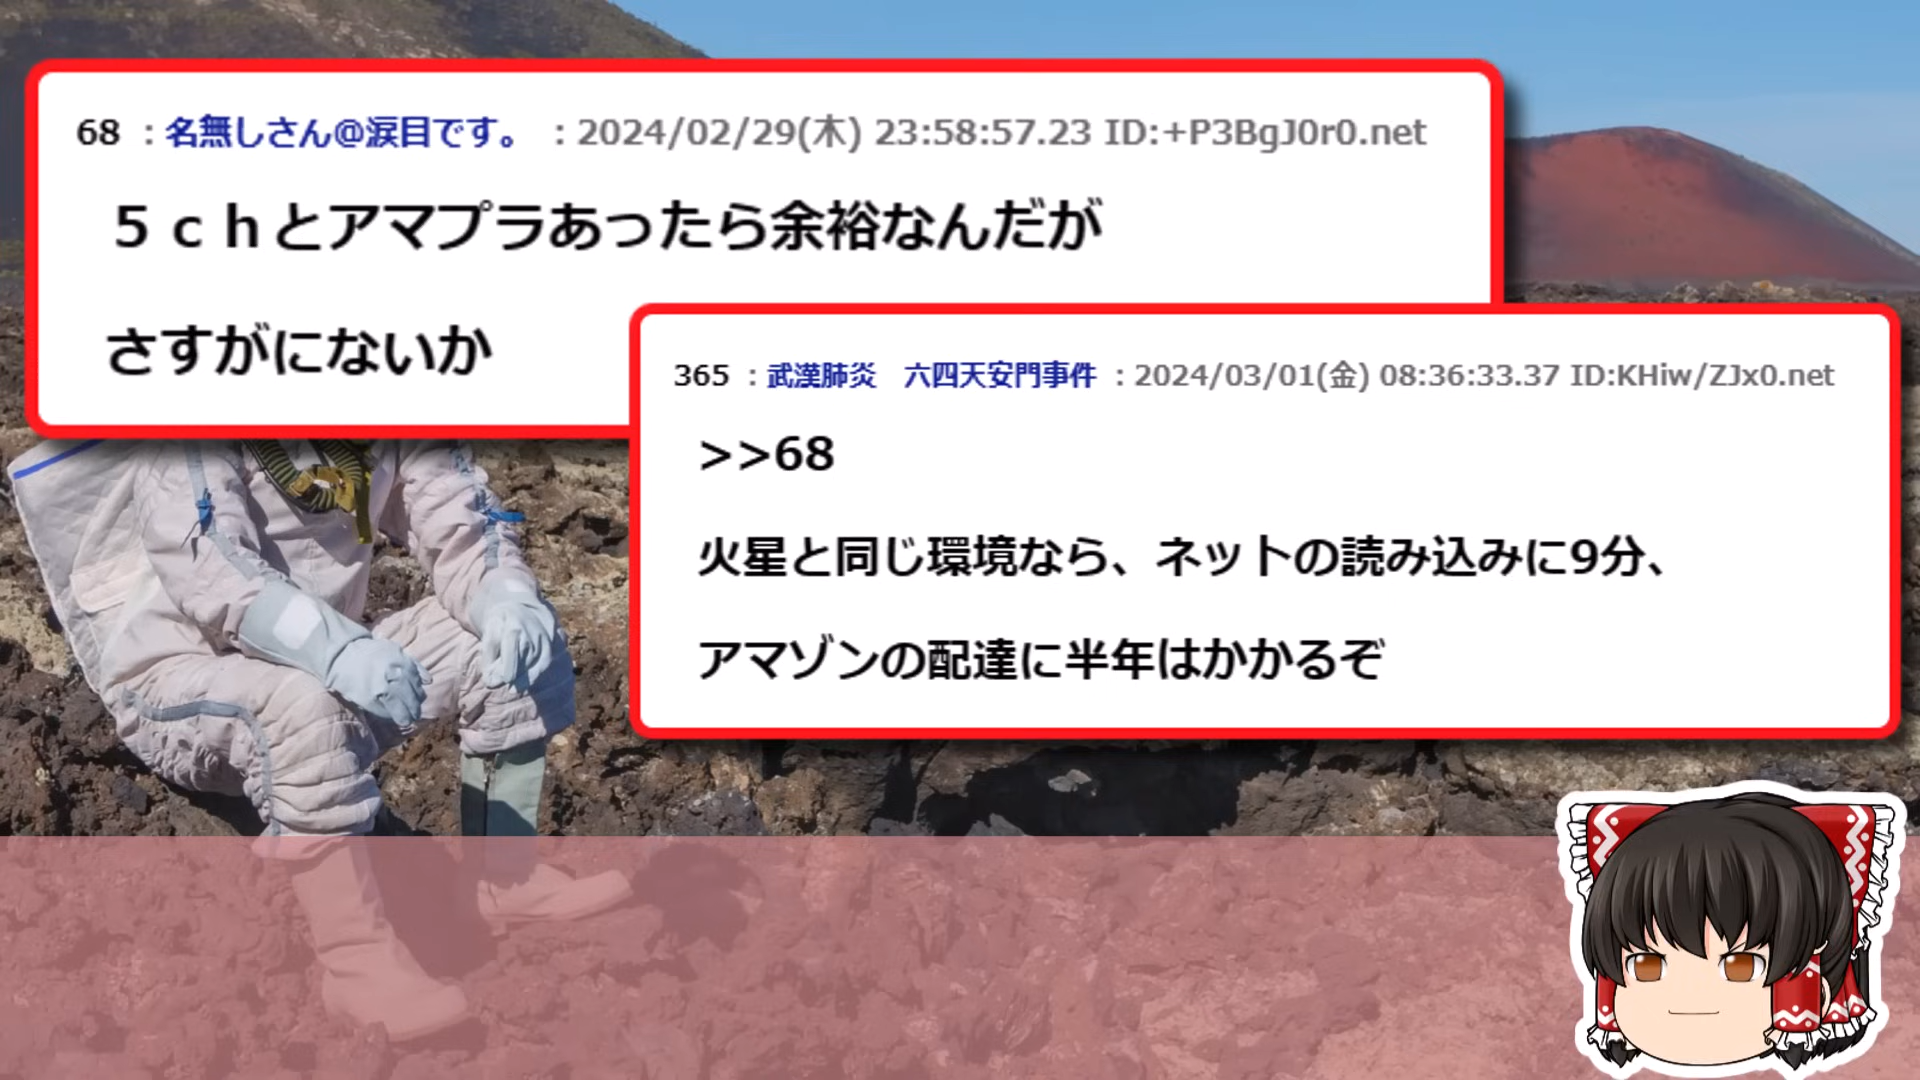 68 ：名無しさん@涙目です。 ：2024/02/29(木) 23:58:57.23 ID:+P3BgJ0r0.net
５ｃｈとアマプラあったら余裕なんだが
さすがにないか
365 ：武漢肺炎　六四天安門事件 ：2024/03/01(金) 08:36:33.37 ID:KHiw/ZJx0.net
>>68
火星と同じ環境なら、ネットの読み込みに9分、
アマゾンの配達に半年はかかるぞ